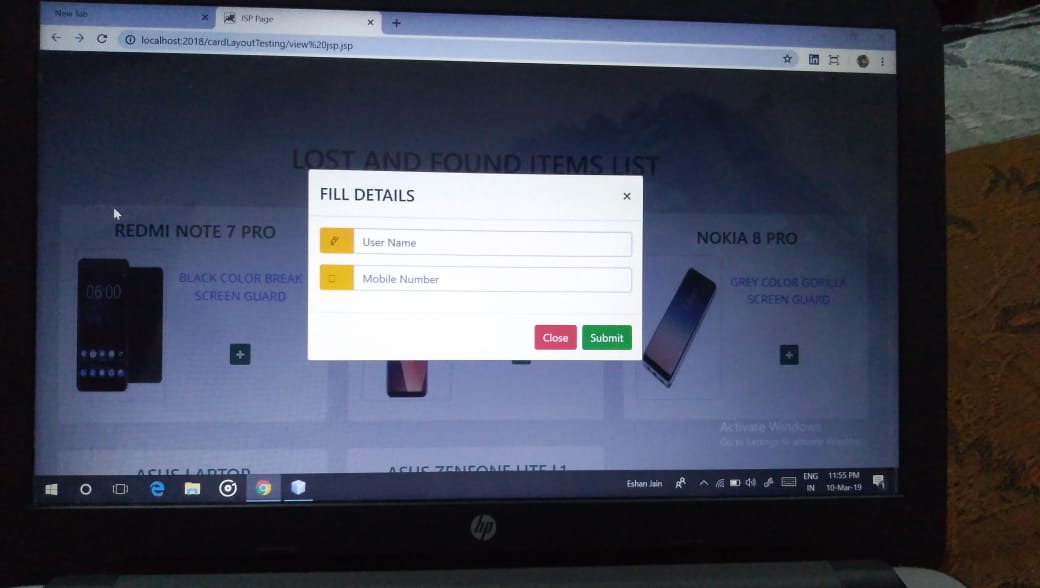 New Tab
JSP Page
localhost:2018/cardLayoutTesting/view%20jsp.jsp
LOST AND FOUND ITEMS LIST
FILL DETAILS
User Name
Mobile Number
Close
Submit
REDMI NOTE 7 PRO
06:00
BLACK COLOR BREAK
SCREEN GUARD
NOKIA 8 PRO
GREY COLOR GORILLA
SCREEN GUARD
ASUS LAPTOP
ASUS ZENFONE LITE L1
Activate Windows
Go to Settings to activate Windows.
Eshan Jain
ENG
IN
11:55 PM
10-Mar-19
hp